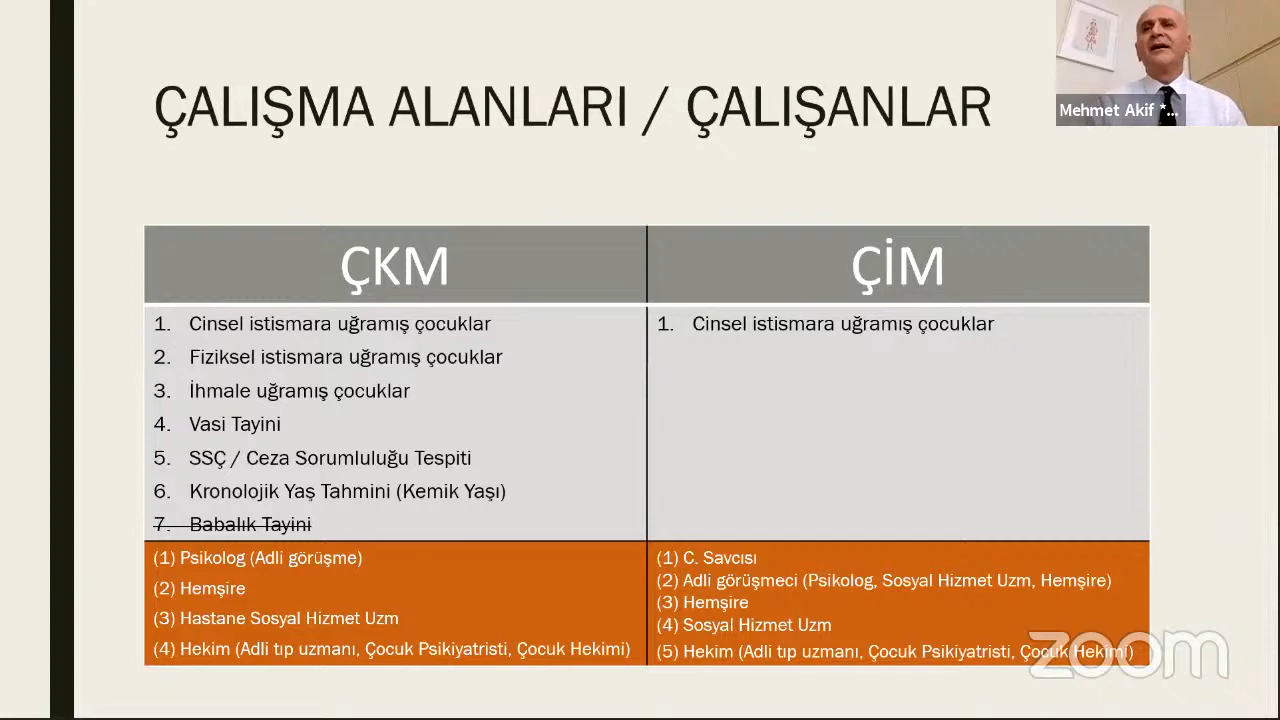 ÇALIŞMA ALANLARI / ÇALIŞANLAR
Mehmet Akif *...
ÇKM
ÇİM
1. Cinsel istismara uğramış çocuklar
2. Fiziksel istismara uğramış çocuklar
3. İhmale uğramış çocuklar
4. Vasi Tayini
5. SSÇ / Ceza Sorumluluğu Tespiti
6. Kronolojik Yaş Tahmini (Kemik Yaşı)
7. Babalık Tayini
1. Cinsel istismara uğramış çocuklar
(1) Psikolog (Adli görüşme)
(2) Hemşire
(3) Hastane Sosyal Hizmet Uzm
(4) Hekim (Adli tıp uzmanı, Çocuk Psikiyatristi, Çocuk Hekimi)
(1) C. Savcısı
(2) Adli görüşmeci (Psikolog, Sosyal Hizmet Uzm, Hemşire)
(3) Hemşire
(4) Sosyal Hizmet Uzm
(5) Hekim (Adli tıp uzmanı, Çocuk Psikiyatristi, Çocuk Hekimi)
zoom